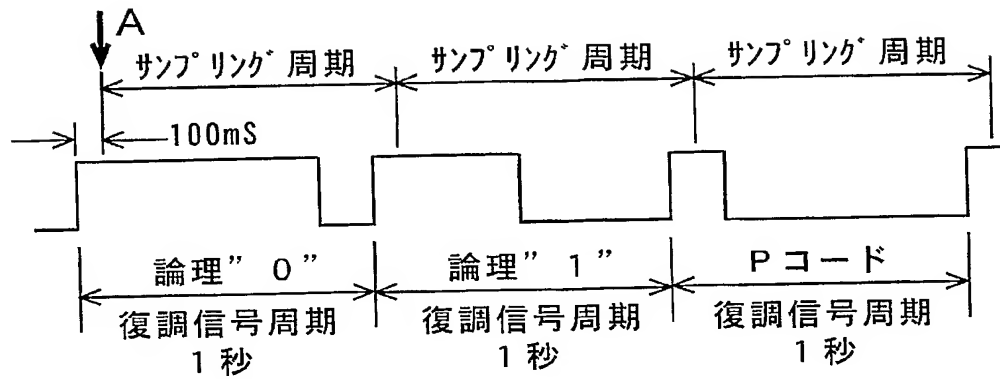 A
ｻﾝﾌﾟﾘﾝｸﾞ周期 ｻﾝﾌﾟﾘﾝｸﾞ周期 ｻﾝﾌﾟﾘﾝｸﾞ周期
100mS
論理”0” 論理”1” Pコード
復調信号周期 復調信号周期 復調信号周期
1秒 1秒 1秒